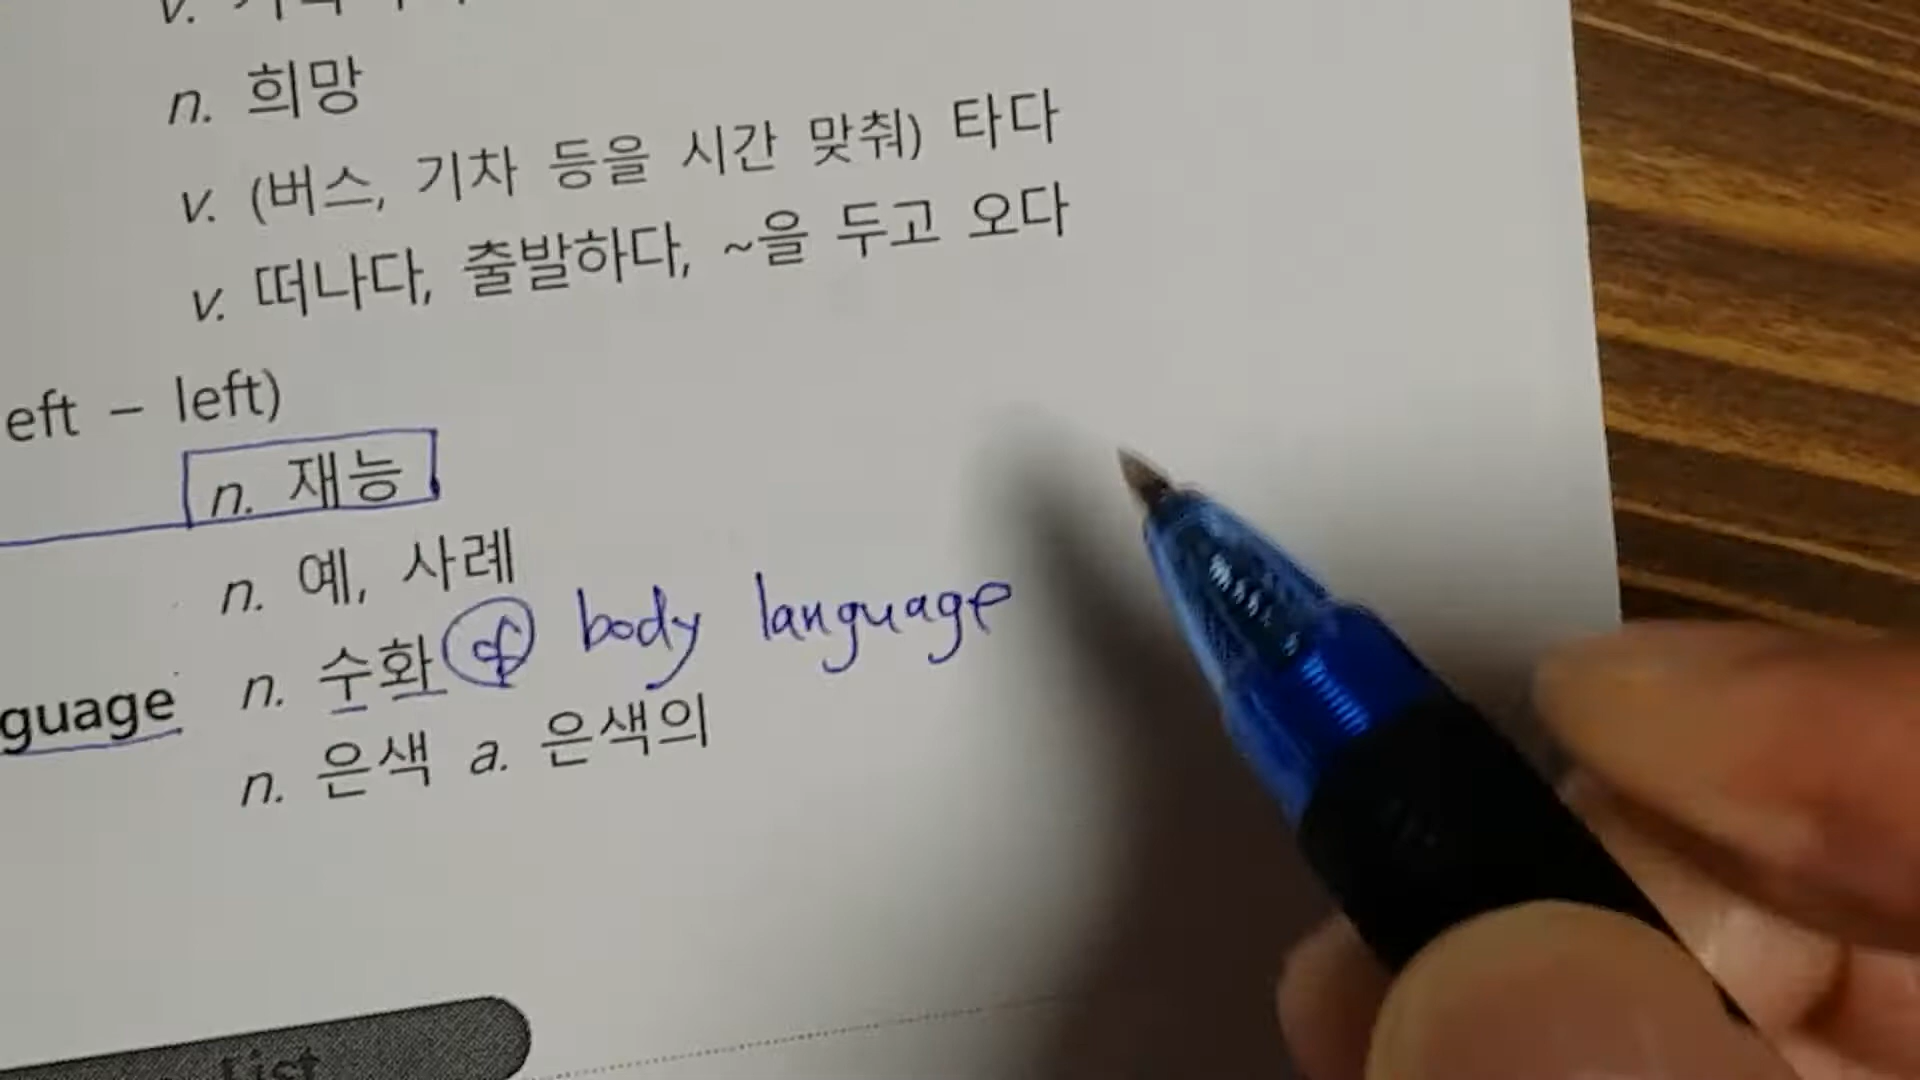 v.
n. 희망
v. (버스, 기차 등을 시간 맞춰) 타다
v. 떠나다, 출발하다, ~을 두고 오다
eft – left)
n. 재능
n. 예, 사례
guage n. 수화 cf body language
n. 은색 a. 은색의
List